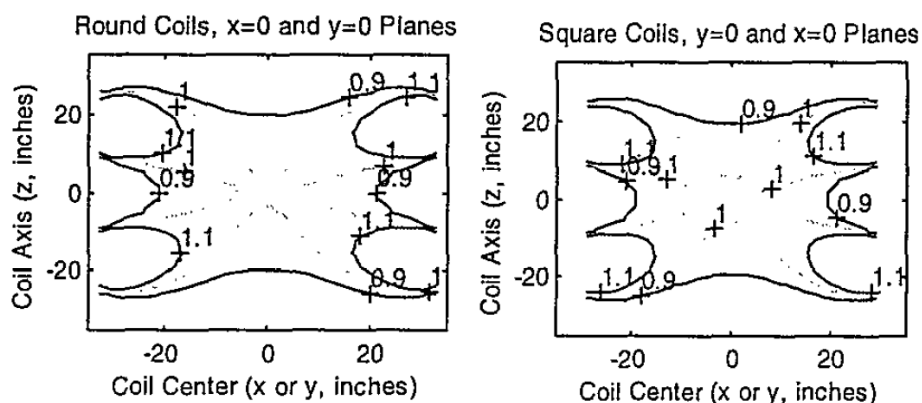 Round Coils, x=0 and y=0 Planes
0.9 1.1
1
20
1.1
1
1
0.9 0.9
0
1.1
1.1
-20
0.9 1
-20 0 20
Coil Axis (z, inches)
Coil Center (x or y, inches)
Square Coils, y=0 and x=0 Planes
0.9 1
20
1.1 1.1
0.9 1
1
0
0.9
1
-20
1.1 0.9 1.1
-20 0 20
Coil Axis (z, inches)
Coil Center (x or y, inches)